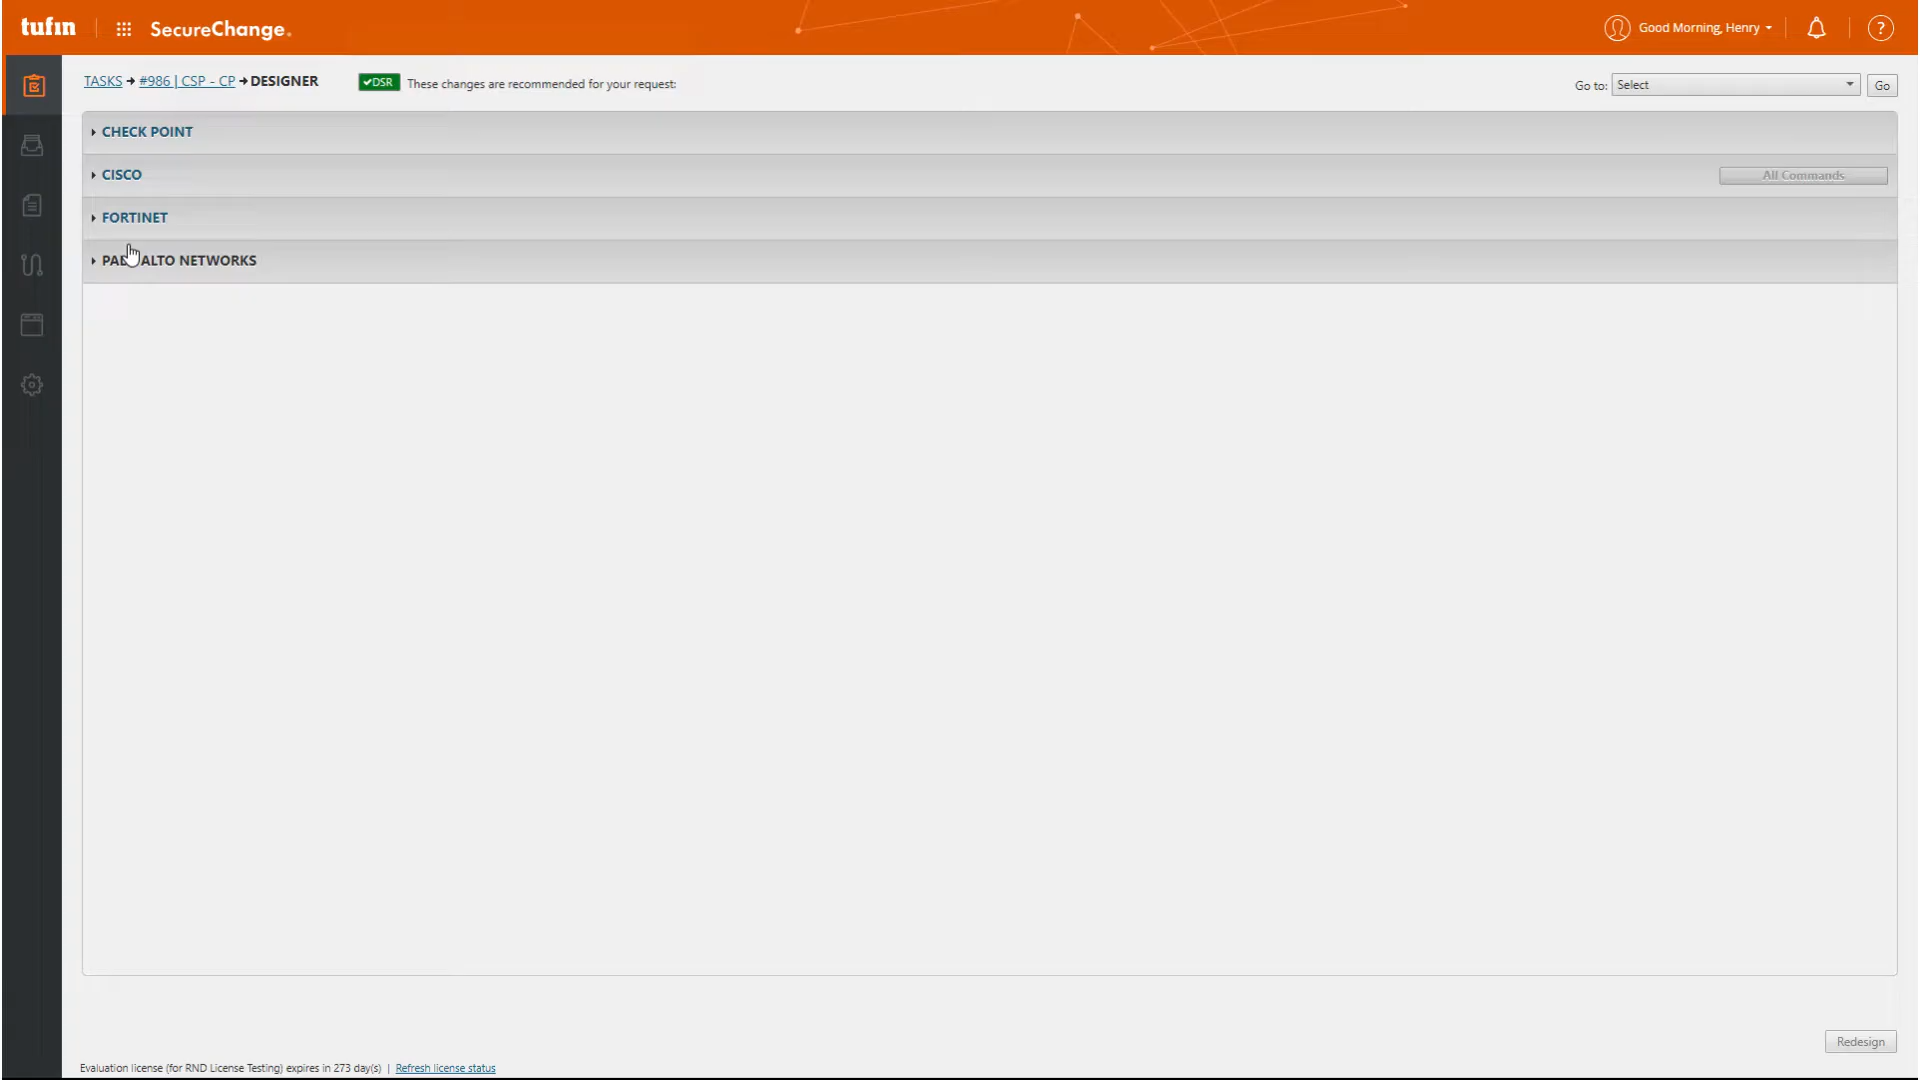 tufin
SecureChange.
Good Morning, Henry
?
TASKS → #986 | CSP - CP → DESIGNER
✔DSR These changes are recommended for your request:
Go to: Select
Go
CHECK POINT
CISCO
All Commands
FORTINET
ALTO NETWORKS
Redesign
Evaluation license (for RND License Testing) expires in 273 day(s) | Refresh license status